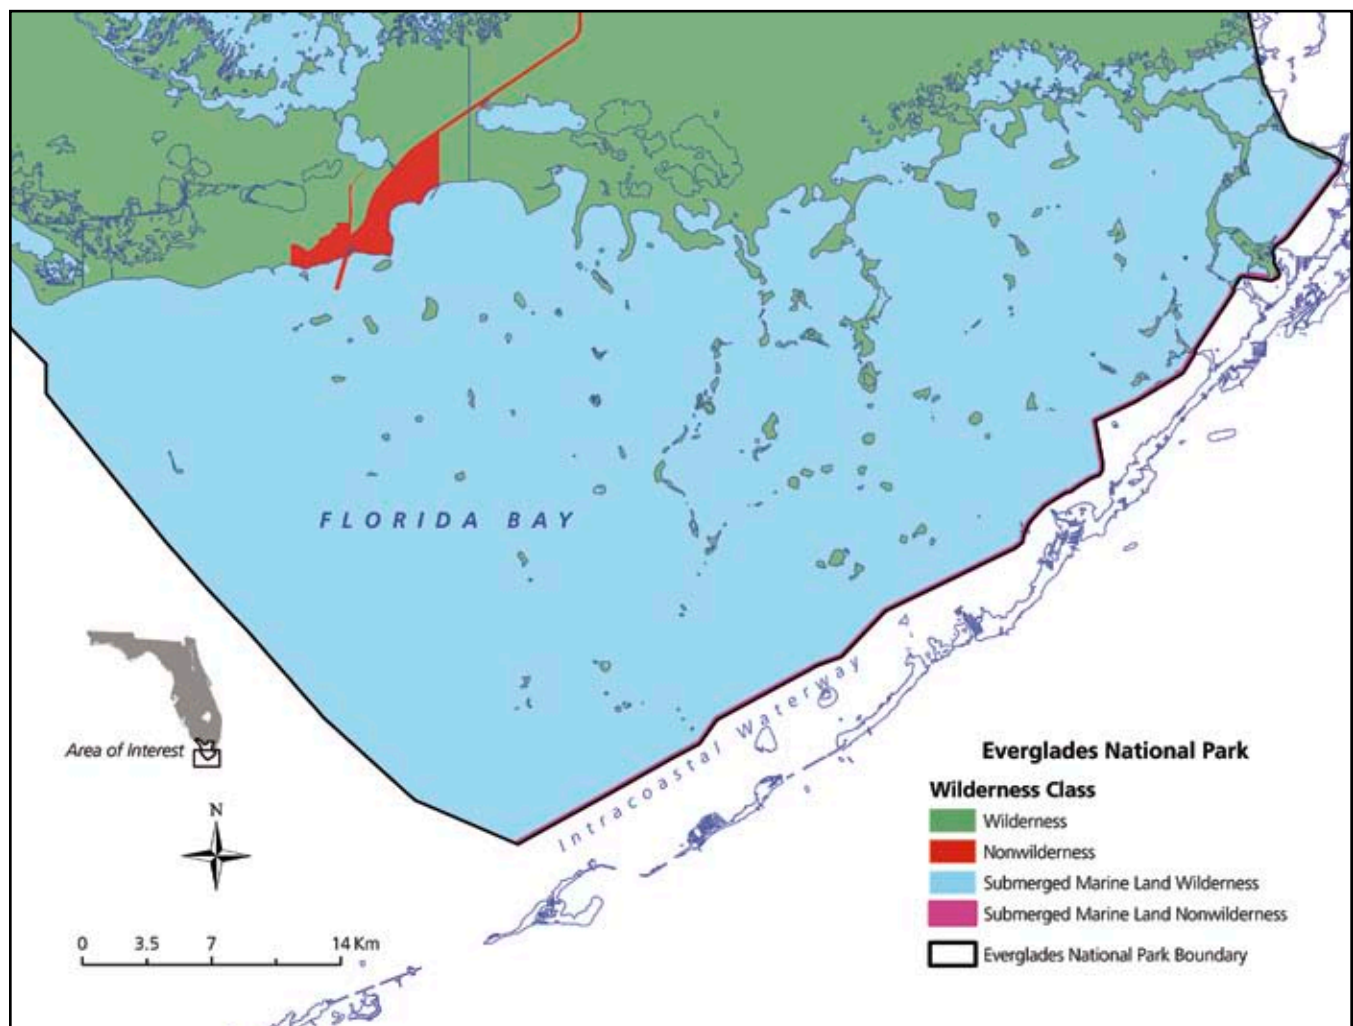 FLORIDA BAY
Intracoastal Waterway
Area of Interest
N
0 3.5 7 14 Km
Everglades National Park
Wilderness Class
Wilderness
Nonwilderness
Submerged Marine Land Wilderness
Submerged Marine Land Nonwilderness
Everglades National Park Boundary